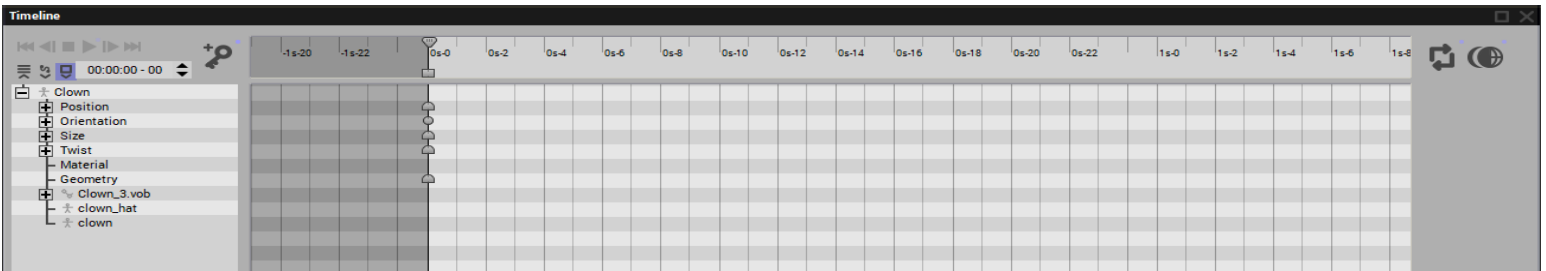 Timeline
-1s-20 -1s-22 0s-0 0s-2 0s-4 0s-6 0s-8 0s-10 0s-12 0s-14 0s-16 0s-18 0s-20 0s-22 1s-0 1s-2 1s-4 1s-6 1s-8
00:00:00 - 00
Clown
Position
Orientation
Size
Twist
Material
Geometry
Clown_3.vob
clown_hat
clown